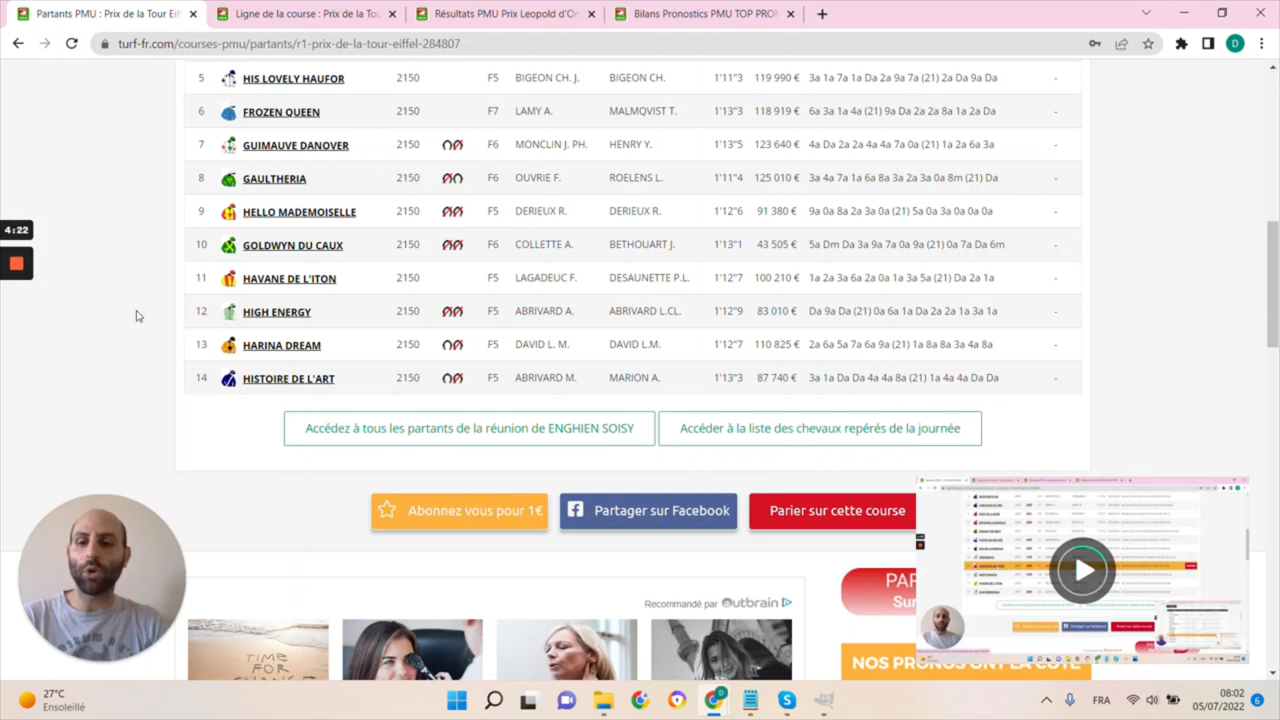 Partants PMU : Prix de la Tour Eif
Ligne de la course : Prix de la Tou
Résultats PMU Prix Leopold d'Or
Bilans Pronostics PMU TOP PRON
turf-fr.com/courses-pmu/partants/r1-prix-de-la-tour-eiffel-284807
D
5 HIS LOVELY HAUFOR 2150 F5 BIGEON CH. J. BIGEON CH. 1'11"3 119 990 € 3a 1a 7a 1a Da 2a 9a 7a (21) 2a Da 9a Da -
6 FROZEN QUEEN 2150 F7 LAMY A. MALMQVIST T. 1'13"3 118 919 € 6a 3a 1a 4a (21) 9a Da 2a 2a 8a 1a 2a Da -
7 GUIMAUVE DANOVER 2150 F6 MONCLIN J. PH. HENRY Y. 1'13"5 123 640 € 4a Da 2a 2a 4a 4a 7a 0a (21) 1a 2a 6a 3a -
8 GAULTHERIA 2150 F6 OUVRIE F. ROELENS L. 1'11"4 125 010 € 3a 4a 7a 1a 6a 8a 3a 2a 3a 0a 8m (21) Da -
9 HELLO MADEMOISELLE 2150 F5 DERIEUX R. DERIEUX R. 1'12"6 91 380 € 9a 0a 8a 2a 3a 0a (21) 5a 0a 3a 0a 0a 0a -
10 GOLDWYN DU CAUX 2150 F6 COLLETTE A. BETHOUART J. 1'13"1 43 505 € 5a Dm Da 3a 9a 7a 0a 9a (21) 0a 7a Da 6m -
11 HAVANE DE L'ITON 2150 F5 LAGADEUC F. DESAUNETTE P.L. 1'12"7 100 210 € 1a 2a 3a 6a 2a 0a 1a 3a 5a (21) Da 2a 1a -
12 HIGH ENERGY 2150 F5 ABRIVARD A. ABRIVARD L.CL. 1'12"9 83 010 € Da 9a Da (21) 0a 6a 1a Da 2a 2a 1a 3a 1a -
13 HARINA DREAM 2150 F5 DAVID L. M. DAVID L.M. 1'12"7 110 825 € 2a 6a 5a 7a 6a 9a (21) 1a 8a 8a 3a 4a 8a -
14 HISTOIRE DE L'ART 2150 F5 ABRIVARD M. MARION A. 1'13"3 87 740 € 3a 1a Da Da 4a 4a 8a (21) 1a 4a 4a Da Da -
4:22
Accédez à tous les partants de la réunion de ENGHIEN SOISY
Accéder à la liste des chevaux repérés de la journée
vous pour 1€
Partager sur Facebook
Parier sur cette cours
Recommandé par Outbrain
TIME FOR CHANGE
PAR
Su
NOS PRONOS ONT LA COTE
27°C
Ensoleillé
FRA
08:02
05/07/2022
6